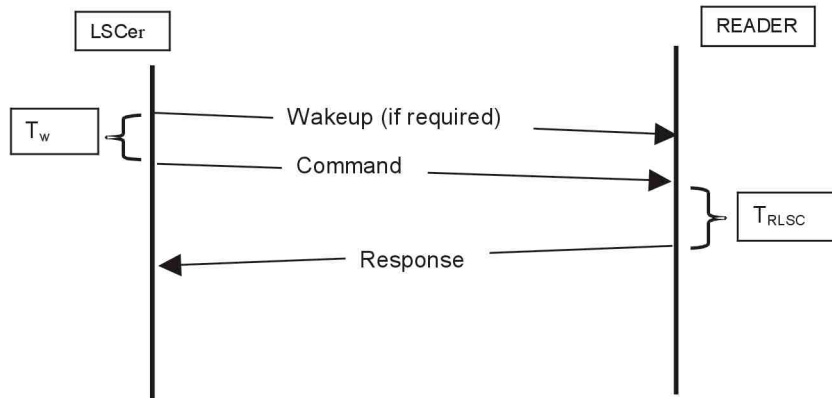 LSCer
READER
Wakeup (if required)
Tw
Command
TRLSC
Response